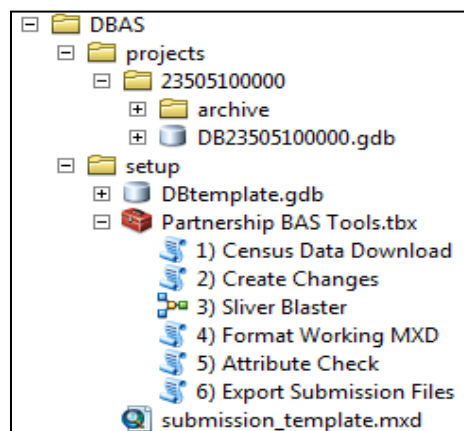 DBAS
projects
23505100000
archive
DB23505100000.gdb
setup
DBtemplate.gdb
Partnership BAS Tools.tbx
1) Census Data Download
2) Create Changes
3) Sliver Blaster
4) Format Working MXD
5) Attribute Check
6) Export Submission Files
submission_template.mxd